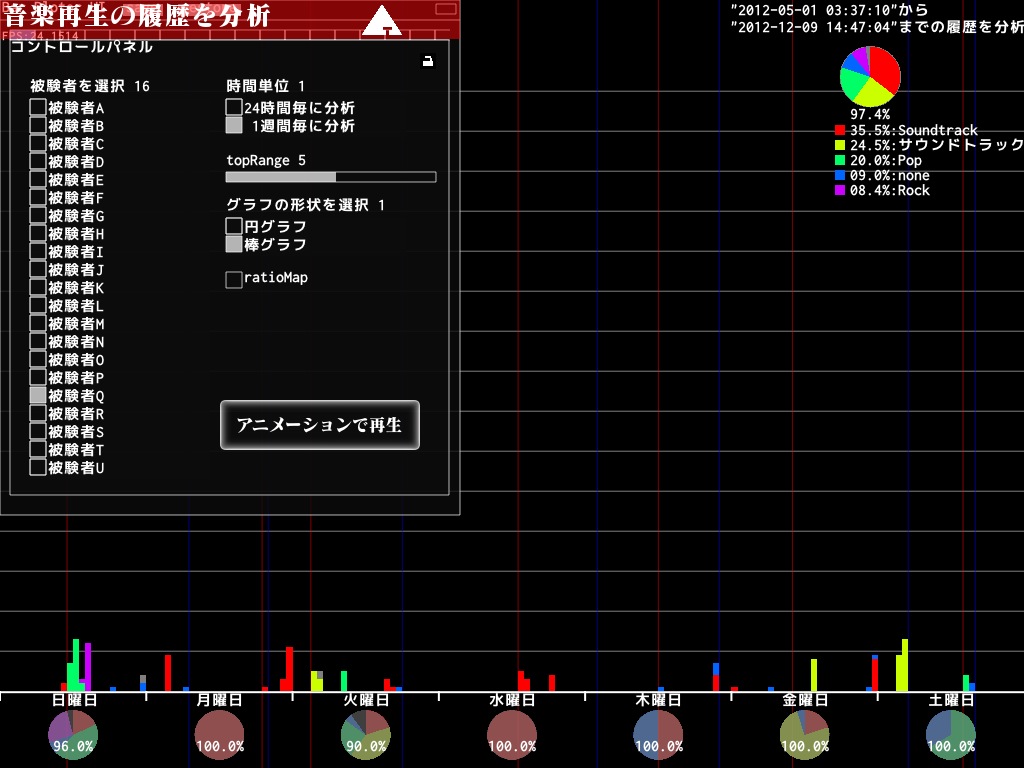 音楽再生の履歴を分析
FPS:24.1514
コントロールパネル
被験者を選択 16
被験者A
被験者B
被験者C
被験者D
被験者E
被験者F
被験者G
被験者H
被験者I
被験者J
被験者K
被験者L
被験者M
被験者N
被験者O
被験者P
被験者Q
被験者R
被験者S
被験者T
被験者U
時間単位 1
24時間毎に分析
1週間毎に分析
topRange 5
グラフの形状を選択 1
円グラフ
棒グラフ
ratioMap
アニメーションで再生
"2012-05-01 03:37:10"から
"2012-12-09 14:47:04"までの履歴を分析
97.4%
35.5%:Soundtrack
24.5%:サウンドトラック
20.0%:Pop
09.0%:none
08.4%:Rock
日曜日
月曜日
火曜日
水曜日
木曜日
金曜日
土曜日
96.0%
100.0%
90.0%
100.0%
100.0%
100.0%
100.0%